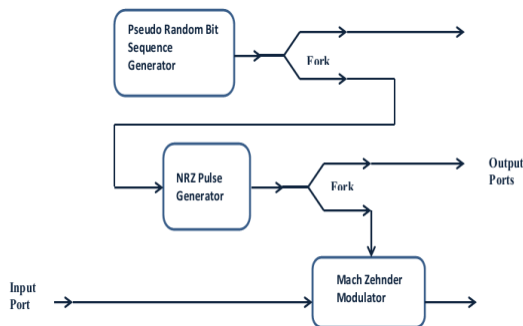 Pseudo Random Bit
Sequence
Generator
Fork
NRZ Pulse
Generator
Fork
Output
Ports
Input
Port
Mach Zehnder
Modulator